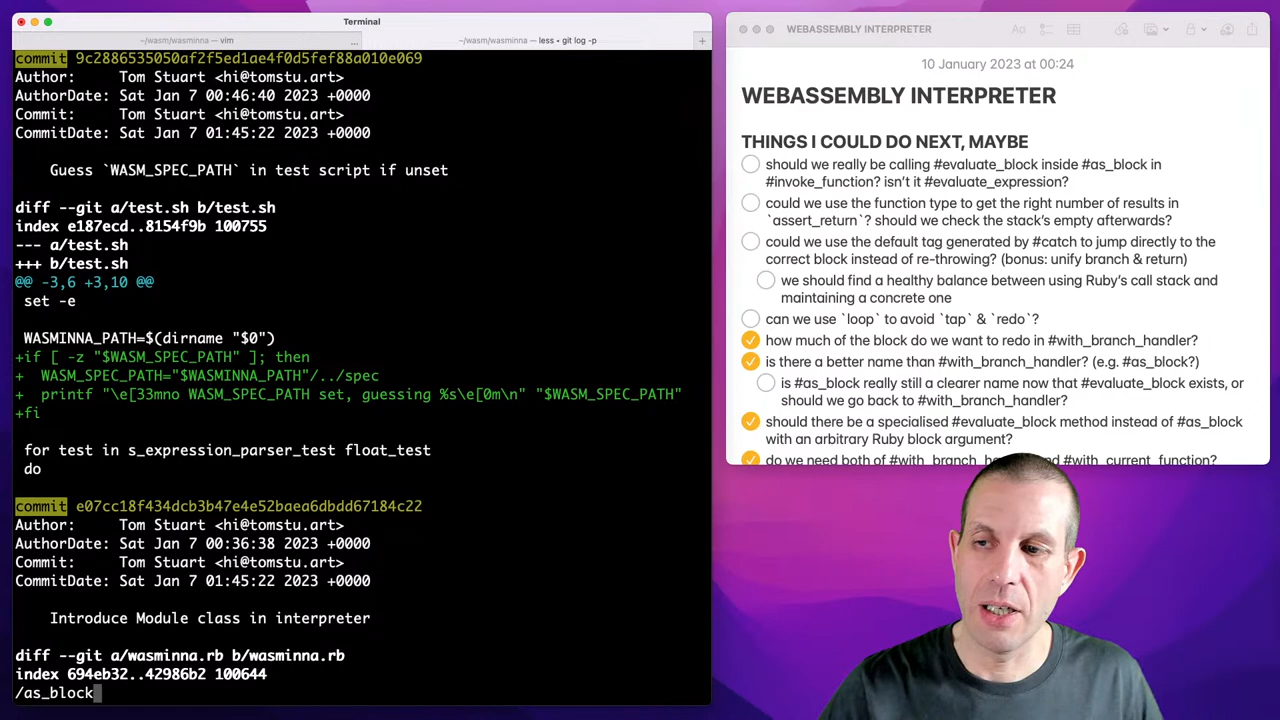 Terminal
~/wasm/wasminna — vim
...
~/wasm/wasminna — less • git log -p
+
commit 9c2886535050af2f5ed1ae4f0d5fef88a010e069
Author:     Tom Stuart <hi@tomstu.art>
AuthorDate: Sat Jan 7 00:46:40 2023 +0000
Commit:     Tom Stuart <hi@tomstu.art>
CommitDate: Sat Jan 7 01:45:22 2023 +0000
    Guess `WASM_SPEC_PATH` in test script if unset
diff --git a/test.sh b/test.sh
index e187ecd..8154f9b 100755
--- a/test.sh
+++ b/test.sh
@@ -3,6 +3,10 @@
 set -e
 WASMINNA_PATH=$(dirname "$0")
+if [ -z "$WASM_SPEC_PATH" ]; then
+  WASM_SPEC_PATH="$WASMINNA_PATH"/../spec
+  printf "\e[33mno WASM_SPEC_PATH set, guessing %s\e[0m\n" "$WASM_SPEC_PATH"
+fi
 for test in s_expression_parser_test float_test
 do
commit e07cc18f434dcb3b47e4e52baea6dbdd67184c22
Author:     Tom Stuart <hi@tomstu.art>
AuthorDate: Sat Jan 7 00:36:38 2023 +0000
Commit:     Tom Stuart <hi@tomstu.art>
CommitDate: Sat Jan 7 01:45:22 2023 +0000
    Introduce Module class in interpreter
diff --git a/wasminna.rb b/wasminna.rb
index 694eb32..42986b2 100644
/as_block
WEBASSEMBLY INTERPRETER
Aa
10 January 2023 at 00:24
WEBASSEMBLY INTERPRETER
THINGS I COULD DO NEXT, MAYBE
should we really be calling #evaluate_block inside #as_block in
#invoke_function? isn't it #evaluate_expression?
could we use the function type to get the right number of results in
`assert_return`? should we check the stack's empty afterwards?
could we use the default tag generated by #catch to jump directly to the
correct block instead of re-throwing? (bonus: unify branch & return)
we should find a healthy balance between using Ruby's call stack and
maintaining a concrete one
can we use `loop` to avoid `tap` & `redo`?
how much of the block do we want to redo in #with_branch_handler?
is there a better name than #with_branch_handler? (e.g. #as_block?)
is #as_block really still a clearer name now that #evaluate_block exists, or
should we go back to #with_branch_handler?
should there be a specialised #evaluate_block method instead of #as_block
with an arbitrary Ruby block argument?
do we need both of #with_branch_ha nd #with_current_function?